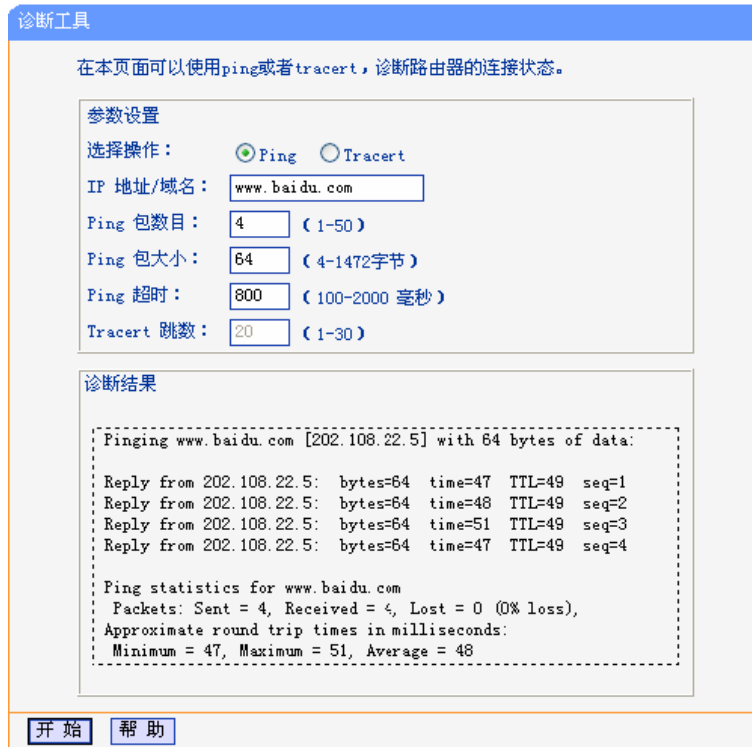 诊断工具
在本页面可以使用ping或者tracert，诊断路由器的连接状态。
参数设置
选择操作： Ping Tracert
IP 地址/域名： www.baidu.com
Ping 包数目： 4 （1-50）
Ping 包大小： 64 （4-1472字节）
Ping 超时： 800 （100-2000 毫秒）
Tracert 跳数： 20 （1-30）
诊断结果
Pinging www.baidu.com [202.108.22.5] with 64 bytes of data:
Reply from 202.108.22.5: bytes=64 time=47 TTL=49 seq=1
Reply from 202.108.22.5: bytes=64 time=48 TTL=49 seq=2
Reply from 202.108.22.5: bytes=64 time=51 TTL=49 seq=3
Reply from 202.108.22.5: bytes=64 time=47 TTL=49 seq=4
Ping statistics for www.baidu.com
Packets: Sent = 4, Received = 4, Lost = 0 (0% loss),
Approximate round trip times in milliseconds:
Minimum = 47, Maximum = 51, Average = 48
开 始 帮 助